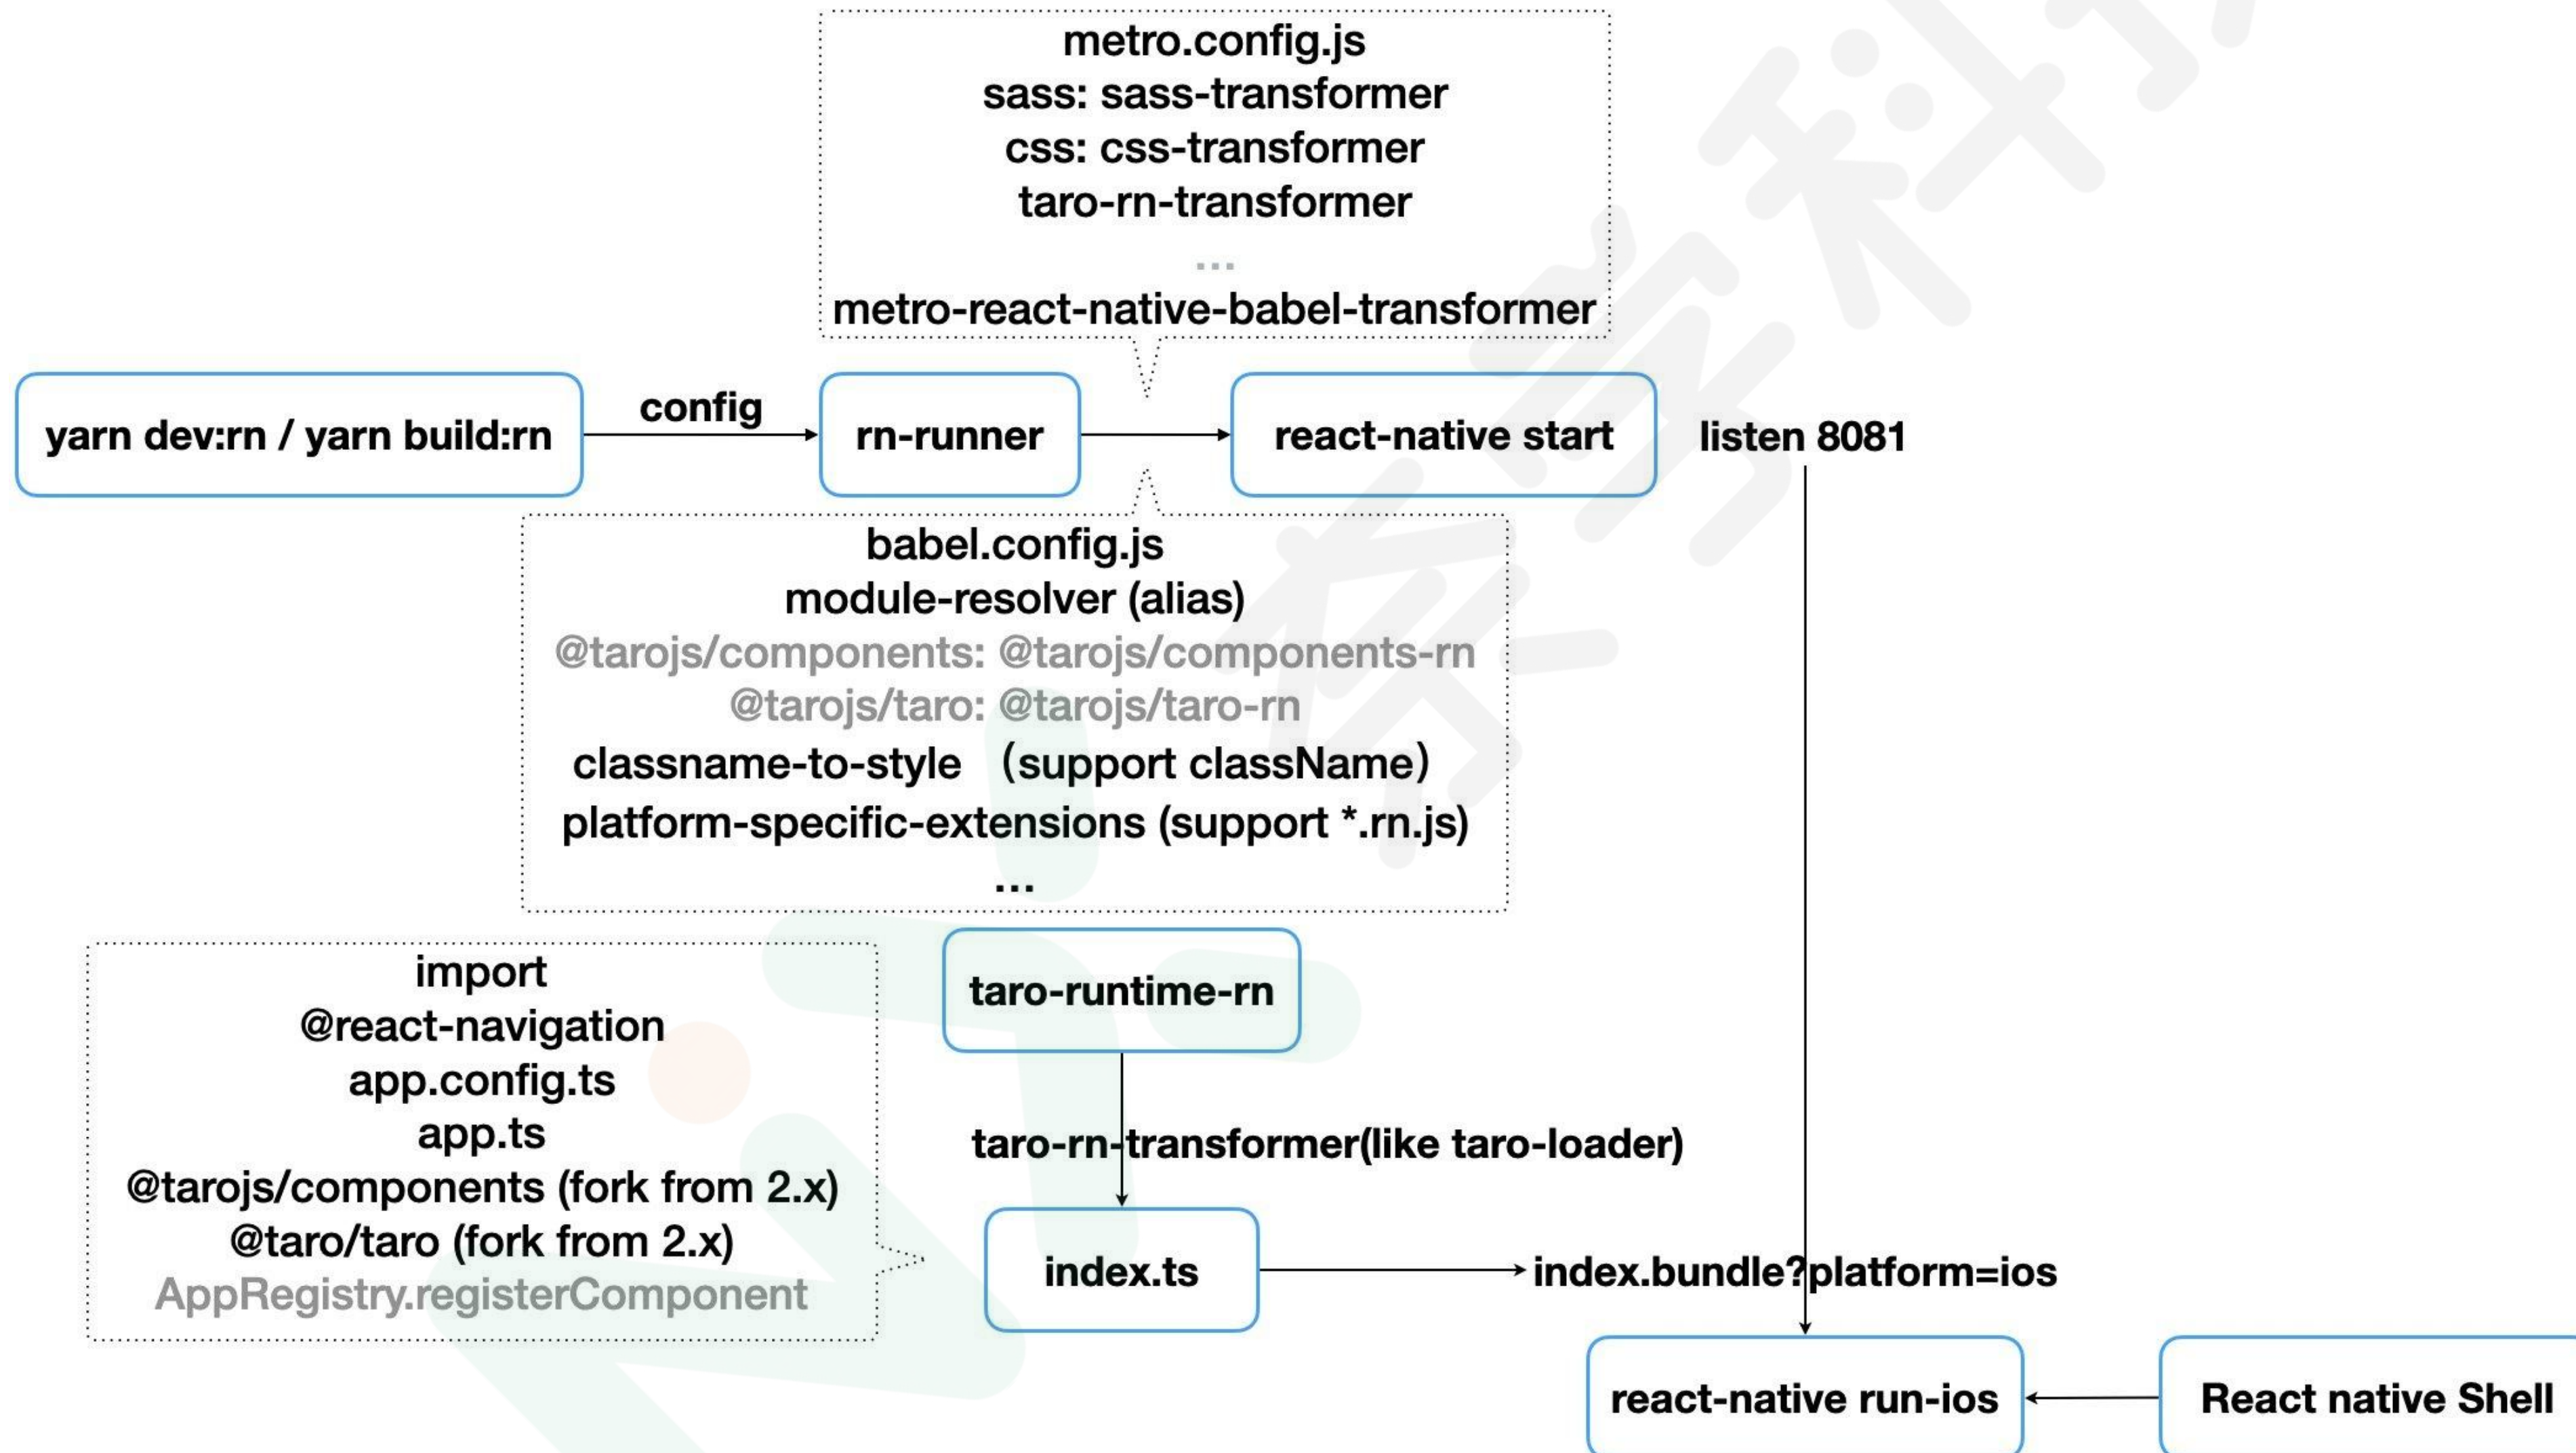 metro.config.js
sass: sass-transformer
css: css-transformer
taro-rn-transformer
...
metro-react-native-babel-transformer
yarn dev:rn / yarn build:rn
config
rn-runner
react-native start
listen 8081
babel.config.js
module-resolver (alias)
@tarojs/components: @tarojs/components-rn
@tarojs/taro: @tarojs/taro-rn
classname-to-style （support className）
platform-specific-extensions (support *.rn.js)
...
import
@react-navigation
app.config.ts
app.ts
@tarojs/components (fork from 2.x)
@taro/taro (fork from 2.x)
AppRegistry.registerComponent
taro-runtime-rn
taro-rn-transformer(like taro-loader)
index.ts
index.bundle?platform=ios
react-native run-ios
React native Shell